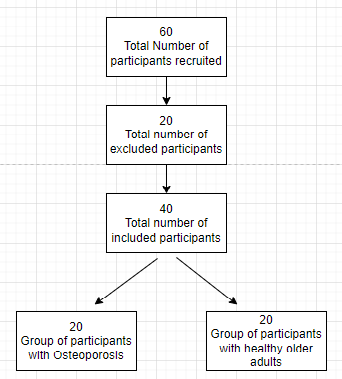 60
Total Number of
participants recruited
20
Total number of
excluded participants
40
Total number of
included participants
20
Group of participants
with Osteoporosis
20
Group of participants
with healthy older
adults